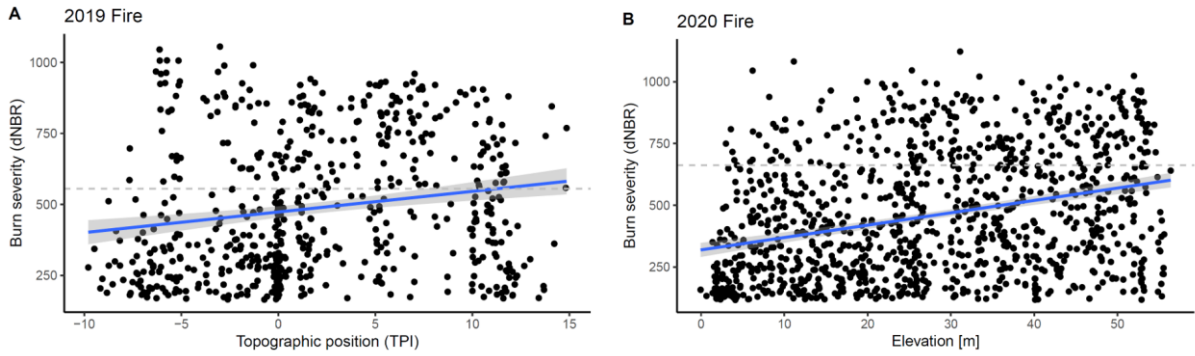 A
2019 Fire
Burn severity (dNBR)
1000
750
500
250
−10
−5
0
5
10
15
Topographic position (TPI)
B
2020 Fire
Burn severity (dNBR)
1000
750
500
250
0
10
20
30
40
50
Elevation [m]